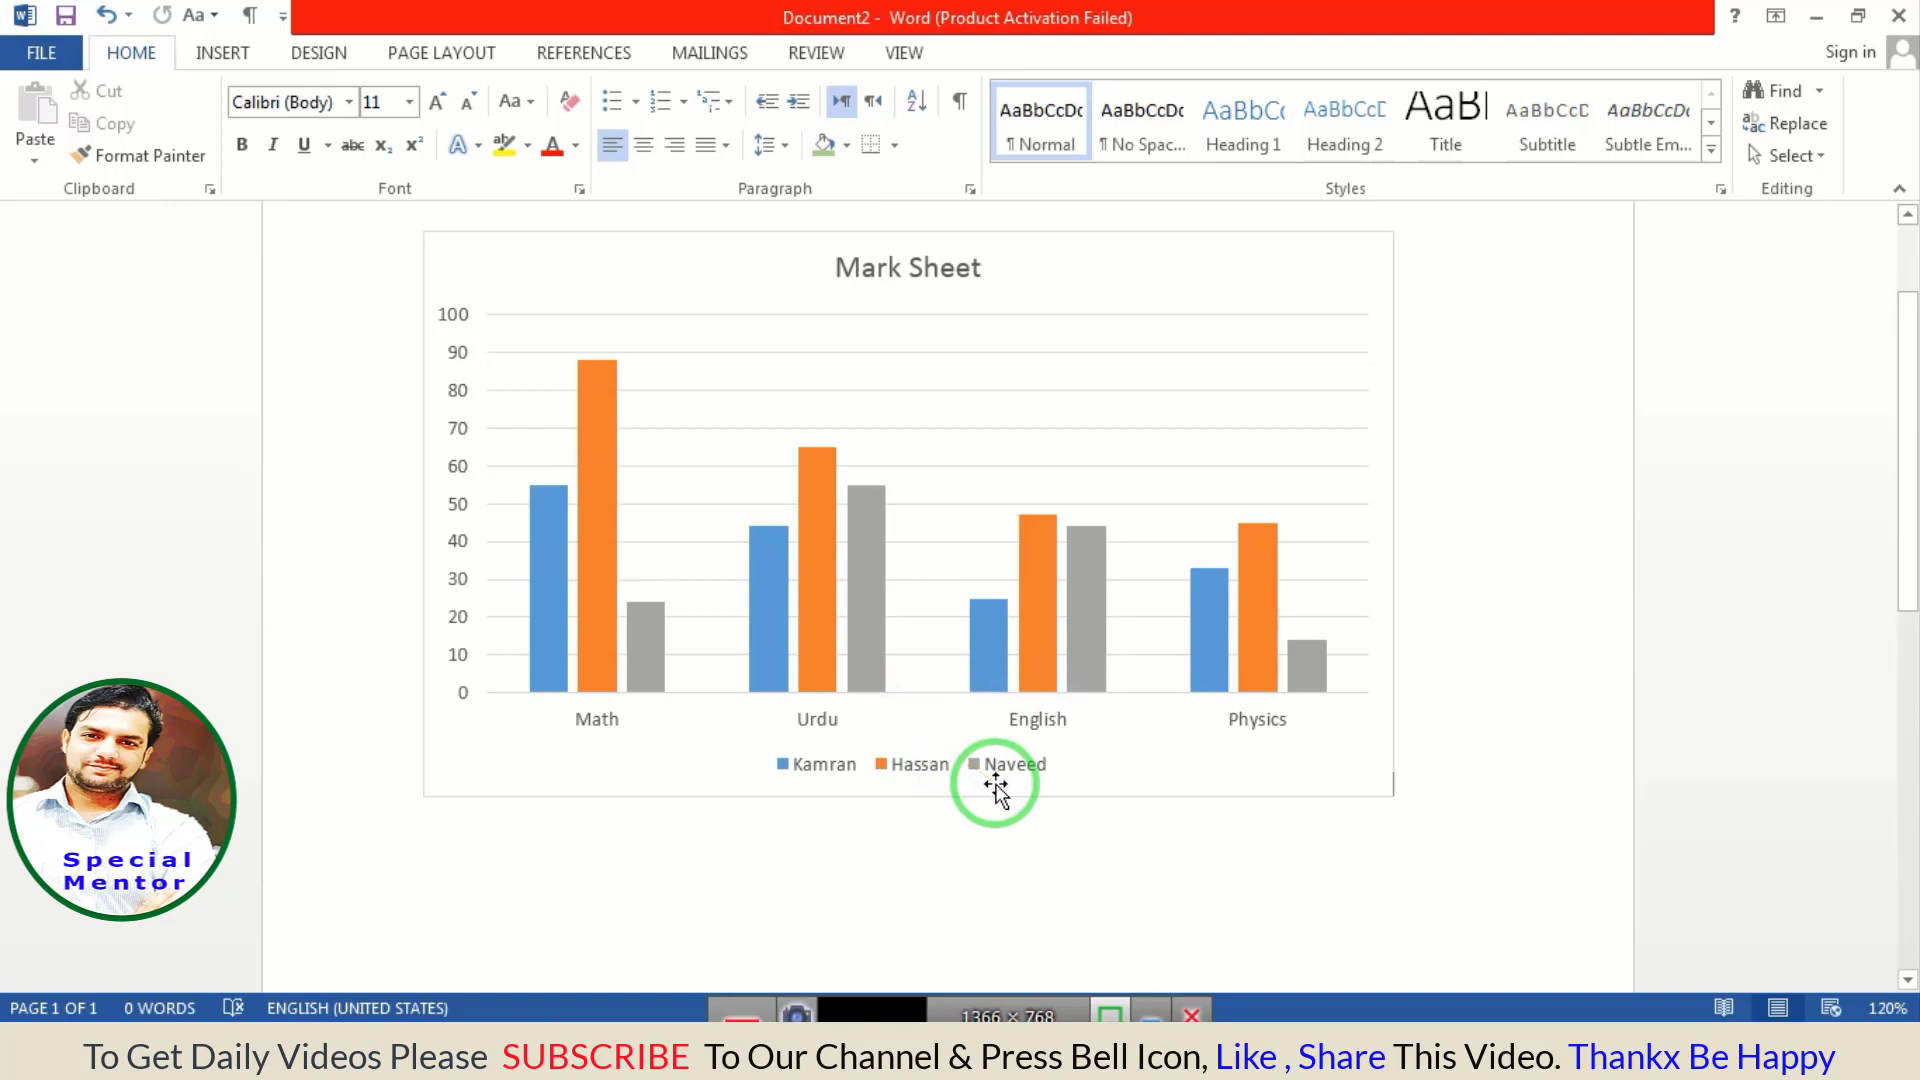 Document2 - Word (Product Activation Failed)
FILE HOME INSERT DESIGN PAGE LAYOUT REFERENCES MAILINGS REVIEW VIEW Sign in
Paste
Cut
Copy
Format Painter
Clipboard
Calibri (Body) 11
Font
Paragraph
AaBbCcDc AaBbCcDc AaBbCc AaBbCcD AaBl AaBbCcD AaBbCcDc
¶ Normal ¶ No Spac... Heading 1 Heading 2 Title Subtitle Subtle Em...
Styles
Find
Replace
Select
Editing
Mark Sheet
100
90
80
70
60
50
40
30
20
10
0
Math Urdu English Physics
Kamran Hassan Naveed
Special
Mentor
PAGE 1 OF 1 0 WORDS ENGLISH (UNITED STATES) 120%
1366 × 768
To Get Daily Videos Please SUBSCRIBE To Our Channel & Press Bell Icon, Like , Share This Video. Thankx Be Happy